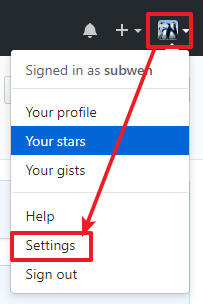 Signed in as subwen
Your profile
Your stars
Your gists
Help
Settings
Sign out